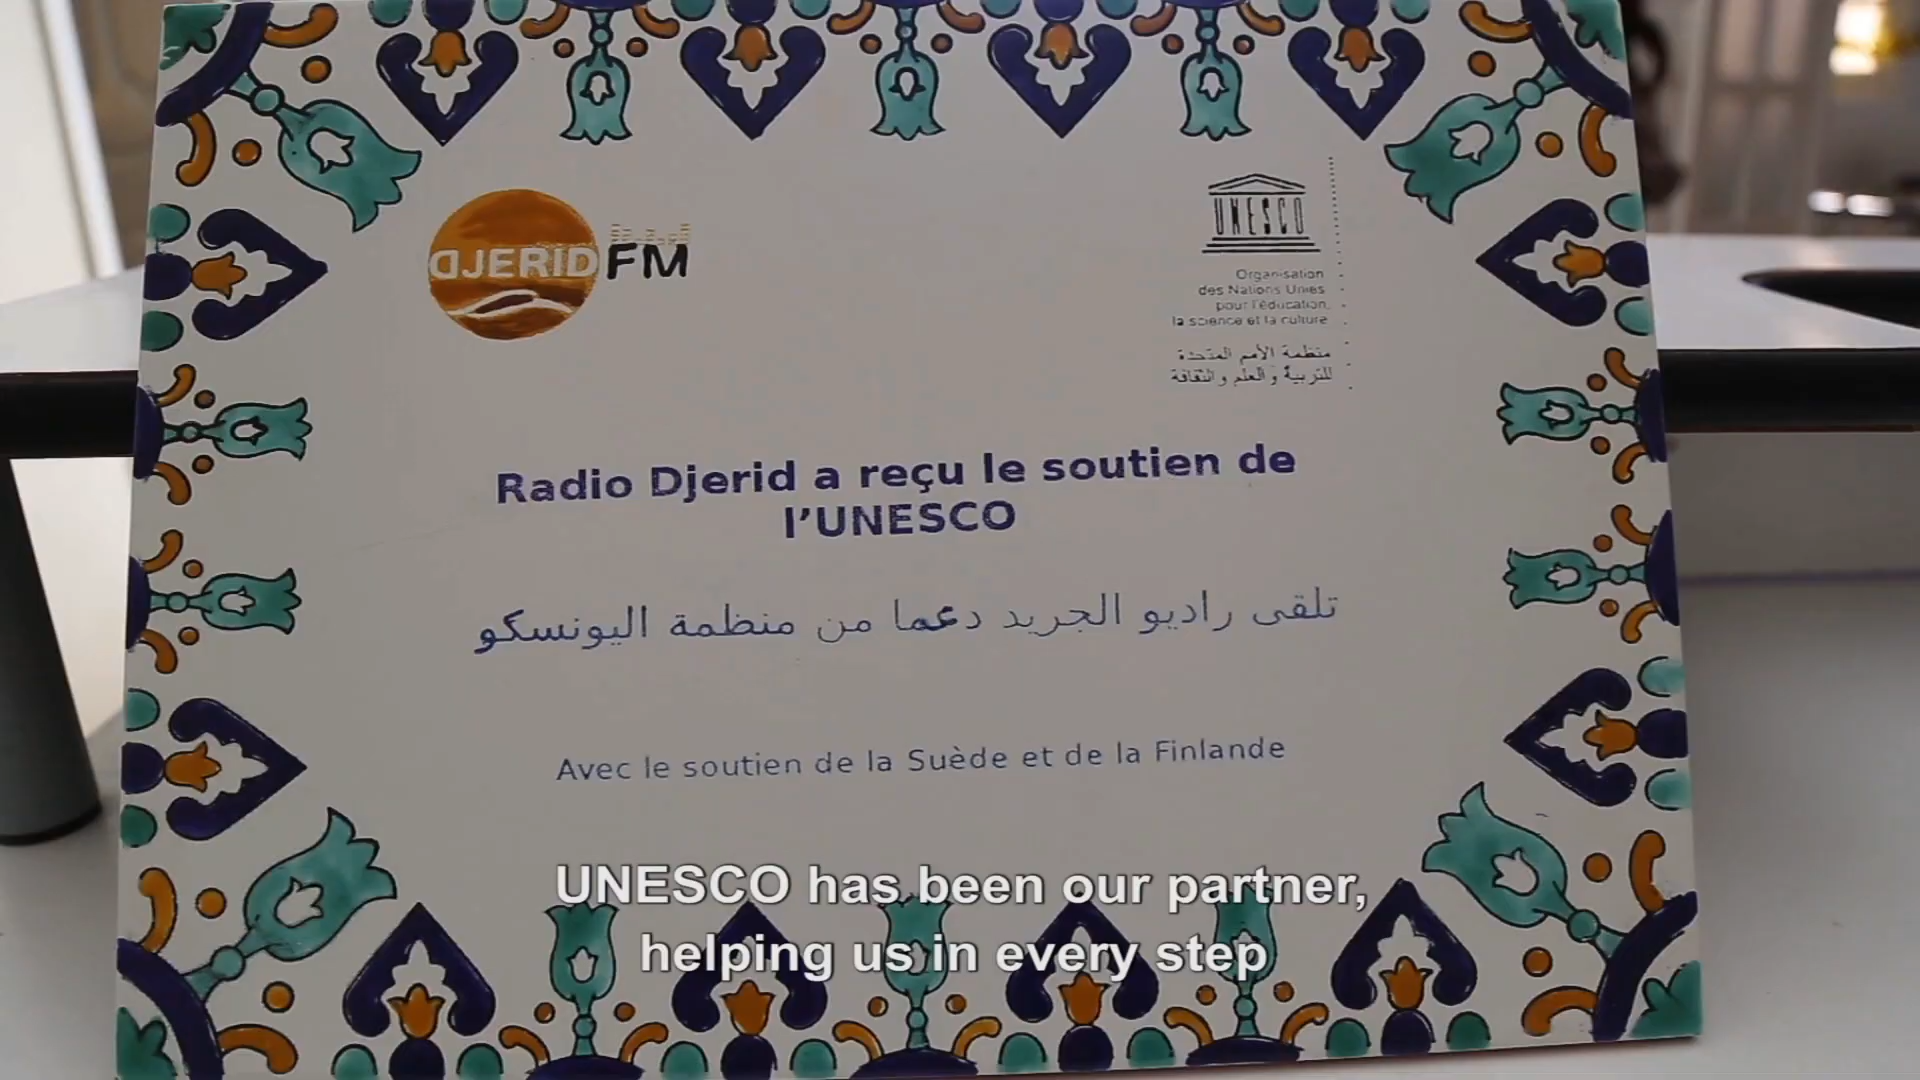 DJERID FM
UNESCO
Organisation
des Nations Unies
pour l'éducation,
la science et la culture
منظمة الأمم المتحدة
للتربية والعلم والثقافة
Radio Djerid a reçu le soutien de
l'UNESCO
تلقى راديو الجريد دعما من منظمة اليونسكو
Avec le soutien de la Suède et de la Finlande
UNESCO has been our partner,
helping us in every step